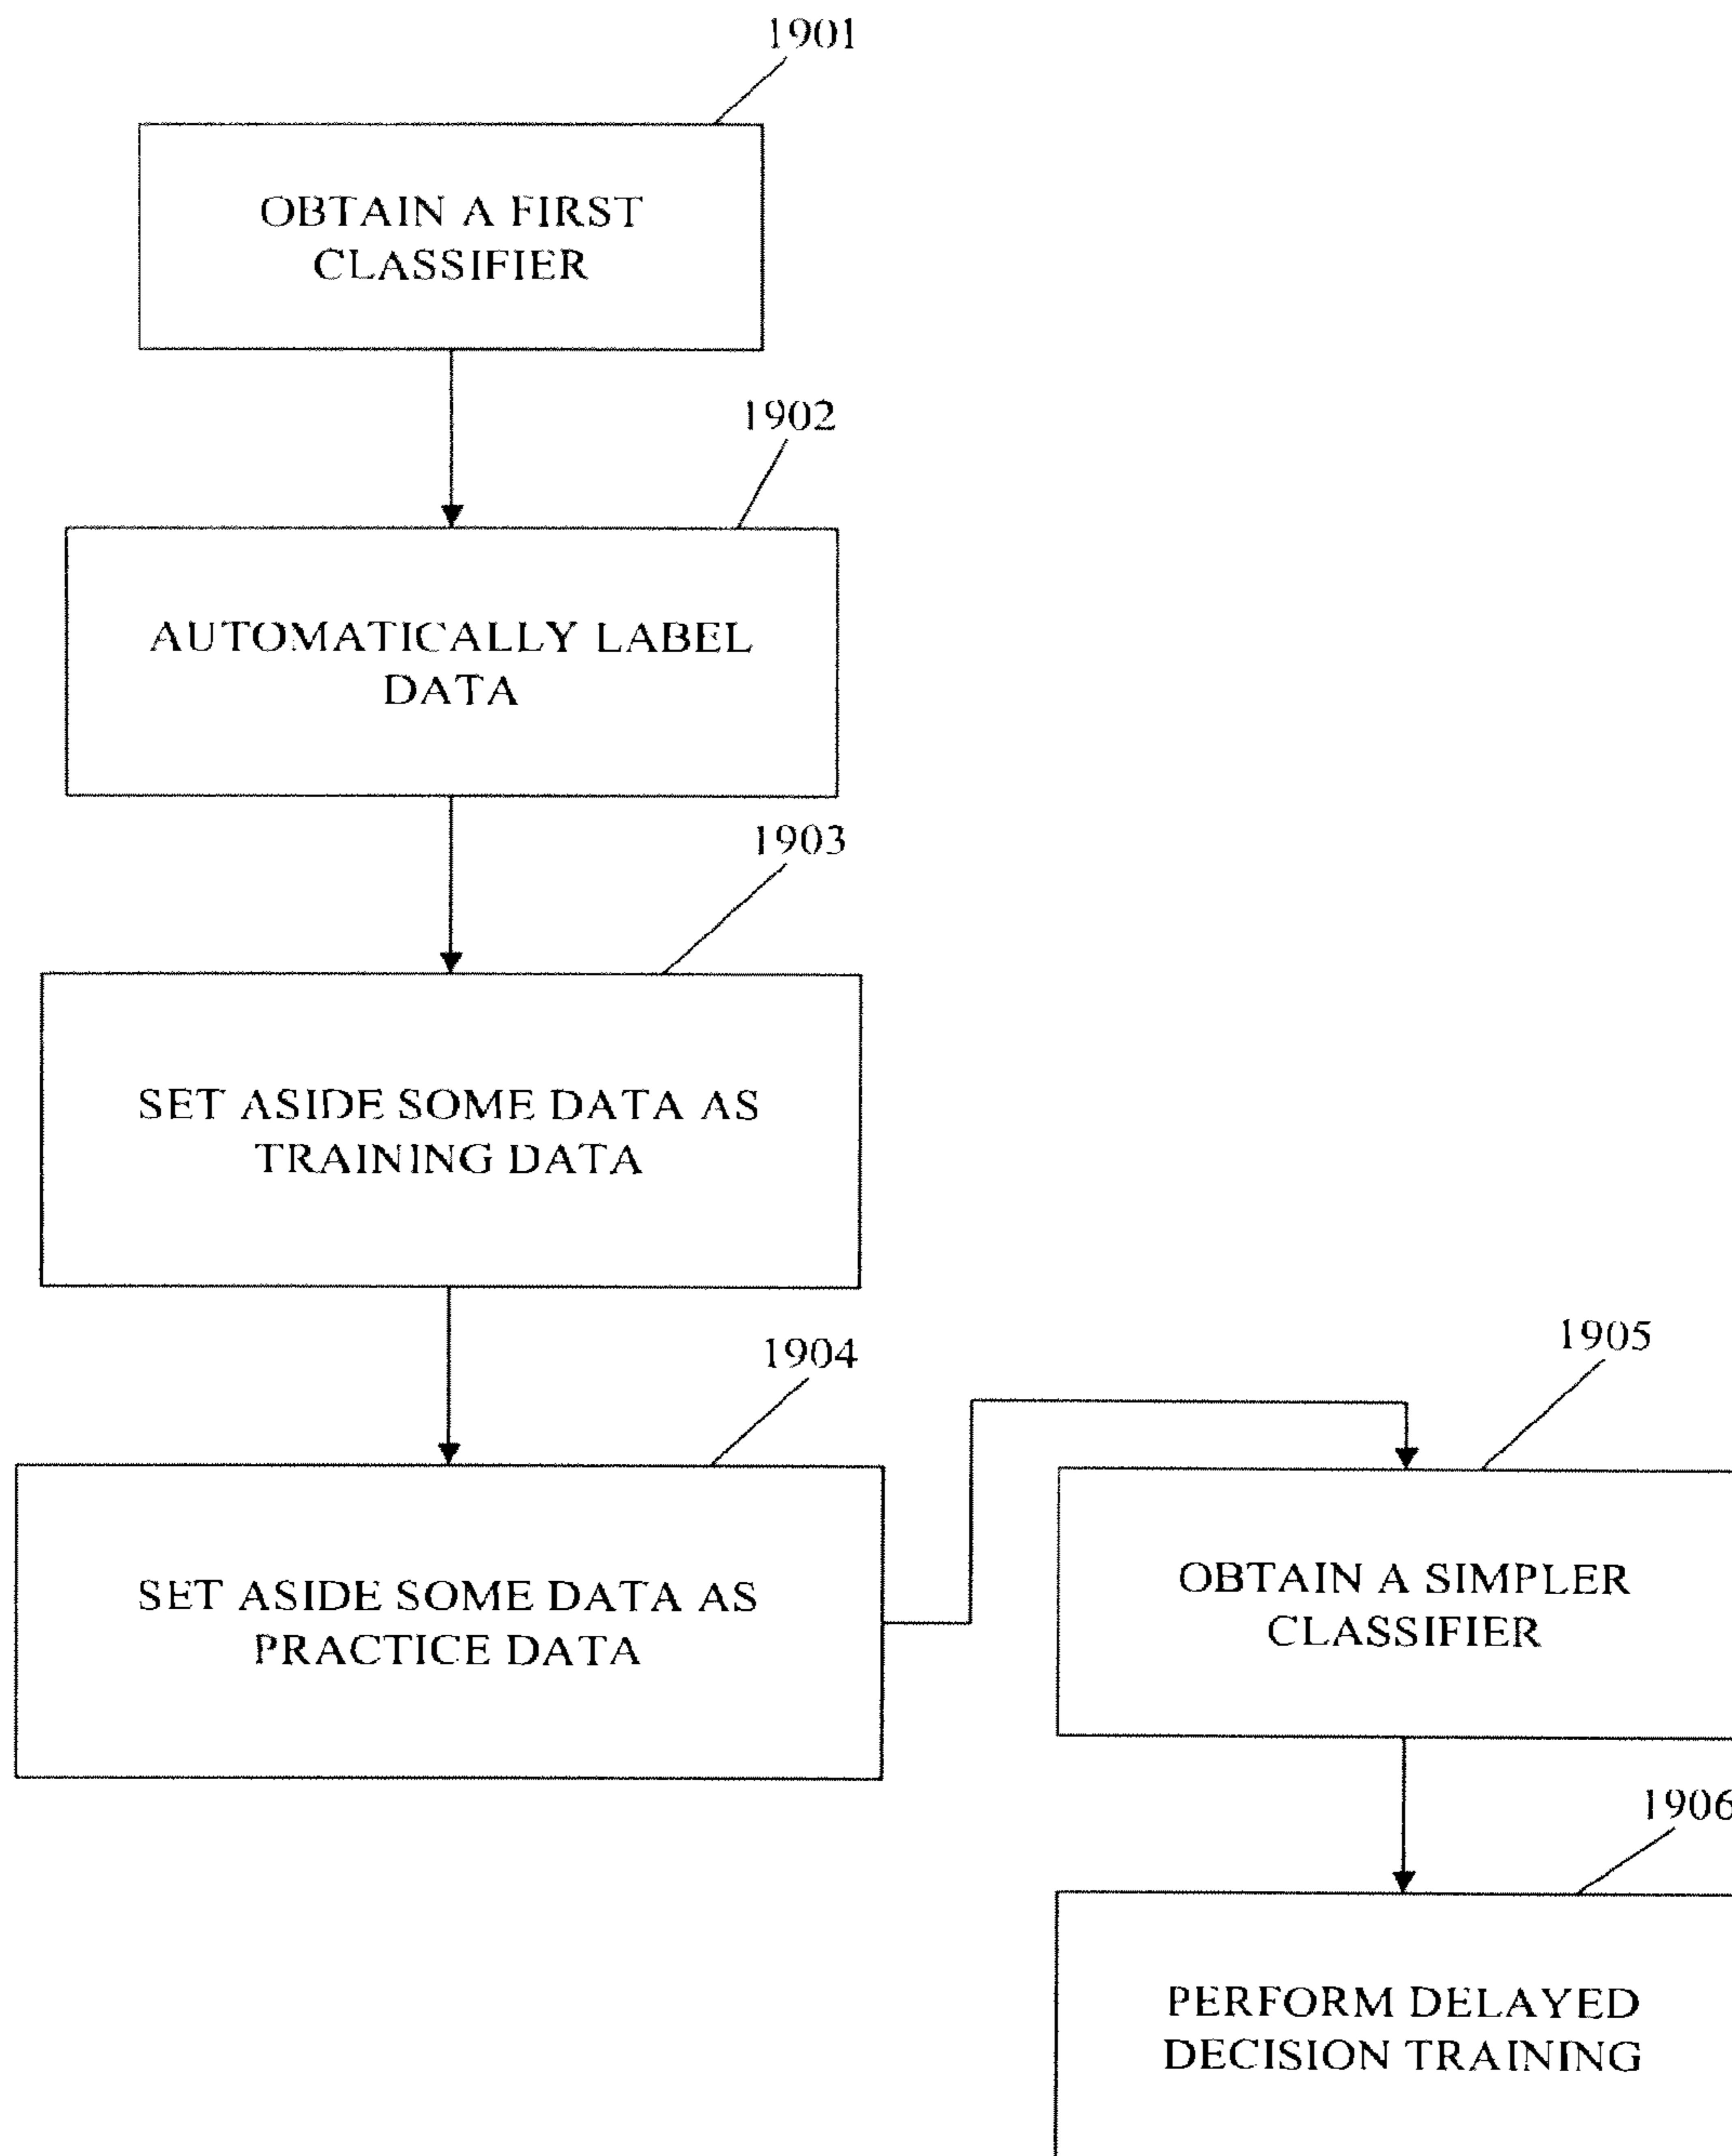 1901
OBTAIN A FIRST
CLASSIFIER
1902
AUTOMATICALLY LABEL
DATA
1903
SET ASIDE SOME DATA AS
TRAINING DATA
1904
SET ASIDE SOME DATA AS
PRACTICE DATA
1905
OBTAIN A SIMPLER
CLASSIFIER
1906
PERFORM DELAYED
DECISION TRAINING